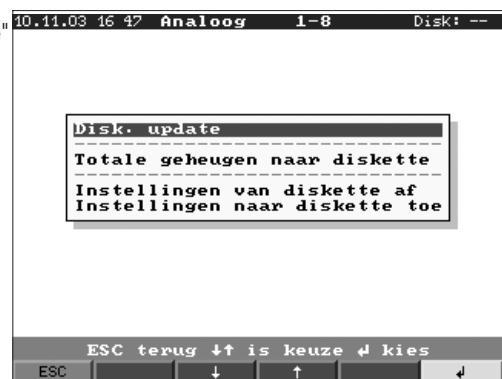 10.11.03 16 47 Analoog 1-8 Disk: --
Disk. update
Totale geheugen naar diskette
Instellingen van diskette af
Instellingen naar diskette toe
ESC terug ↓↑ is keuze ↲ kies
ESC ↓ ↑ ↲